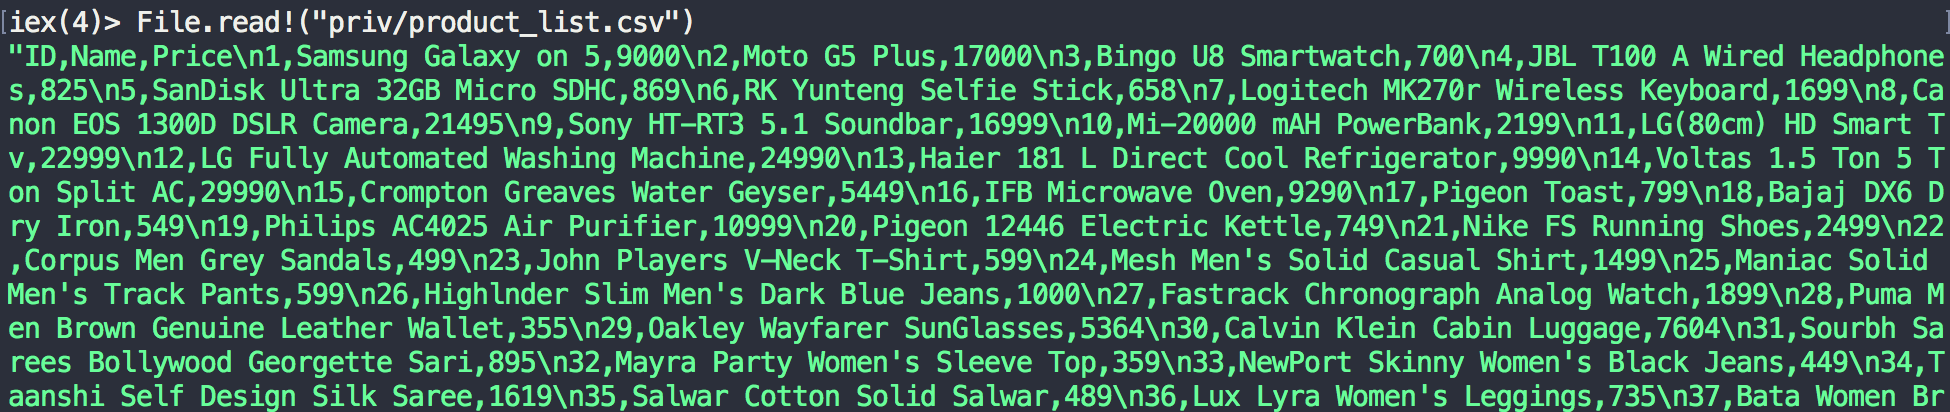 iex(4)> File.read!("priv/product_list.csv")
"ID,Name,Price\n1,Samsung Galaxy on 5,9000\n2,Moto G5 Plus,17000\n3,Bingo U8 Smartwatch,700\n4,JBL T100 A Wired Headphone
s,825\n5,SanDisk Ultra 32GB Micro SDHC,869\n6,RK Yunteng Selfie Stick,658\n7,Logitech MK270r Wireless Keyboard,1699\n8,Ca
non EOS 1300D DSLR Camera,21495\n9,Sony HT-RT3 5.1 Soundbar,16999\n10,Mi-20000 mAH PowerBank,2199\n11,LG(80cm) HD Smart T
v,22999\n12,LG Fully Automated Washing Machine,24990\n13,Haier 181 L Direct Cool Refrigerator,9990\n14,Voltas 1.5 Ton 5 T
on Split AC,29990\n15,Crompton Greaves Water Geyser,5449\n16,IFB Microwave Oven,9290\n17,Pigeon Toast,799\n18,Bajaj DX6 D
ry Iron,549\n19,Philips AC4025 Air Purifier,10999\n20,Pigeon 12446 Electric Kettle,749\n21,Nike FS Running Shoes,2499\n22
,Corpus Men Grey Sandals,499\n23,John Players V-Neck T-Shirt,599\n24,Mesh Men's Solid Casual Shirt,1499\n25,Maniac Solid
Men's Track Pants,599\n26,Highlnder Slim Men's Dark Blue Jeans,1000\n27,Fastrack Chronograph Analog Watch,1899\n28,Puma M
en Brown Genuine Leather Wallet,355\n29,Oakley Wayfarer SunGlasses,5364\n30,Calvin Klein Cabin Luggage,7604\n31,Sourbh Sa
rees Bollywood Georgette Sari,895\n32,Mayra Party Women's Sleeve Top,359\n33,NewPort Skinny Women's Black Jeans,449\n34,T
aanshi Self Design Silk Saree,1619\n35,Salwar Cotton Solid Salwar,489\n36,Lux Lyra Women's Leggings,735\n37,Bata Women Br